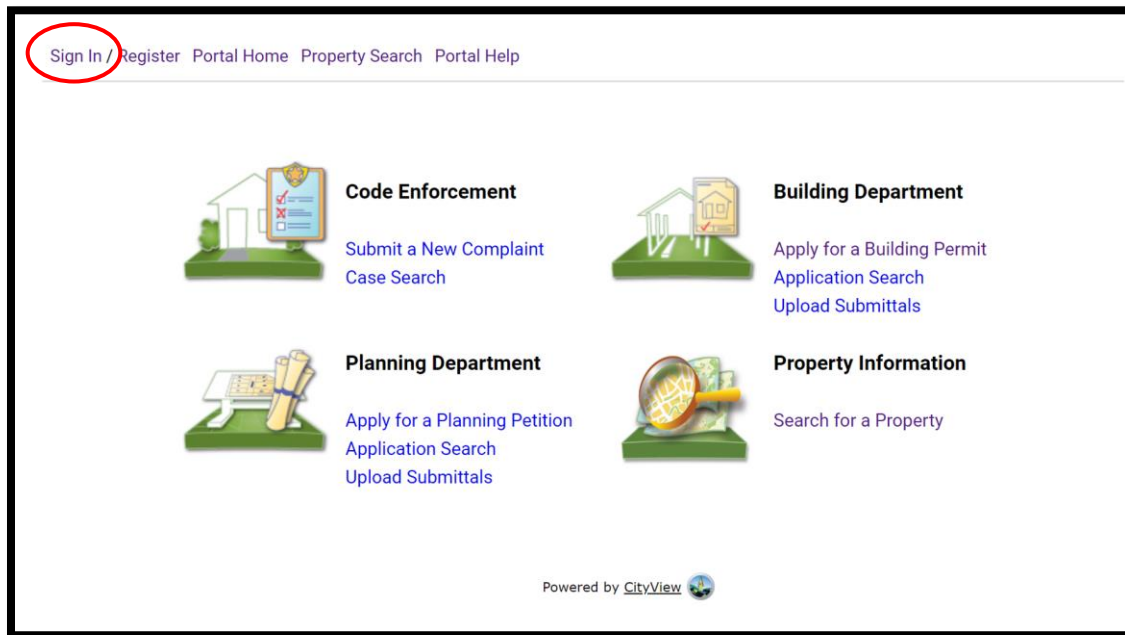 Sign In / Register Portal Home Property Search Portal Help
Code Enforcement
Submit a New Complaint
Case Search
Building Department
Apply for a Building Permit
Application Search
Upload Submittals
Planning Department
Apply for a Planning Petition
Application Search
Upload Submittals
Property Information
Search for a Property
Powered by CityView